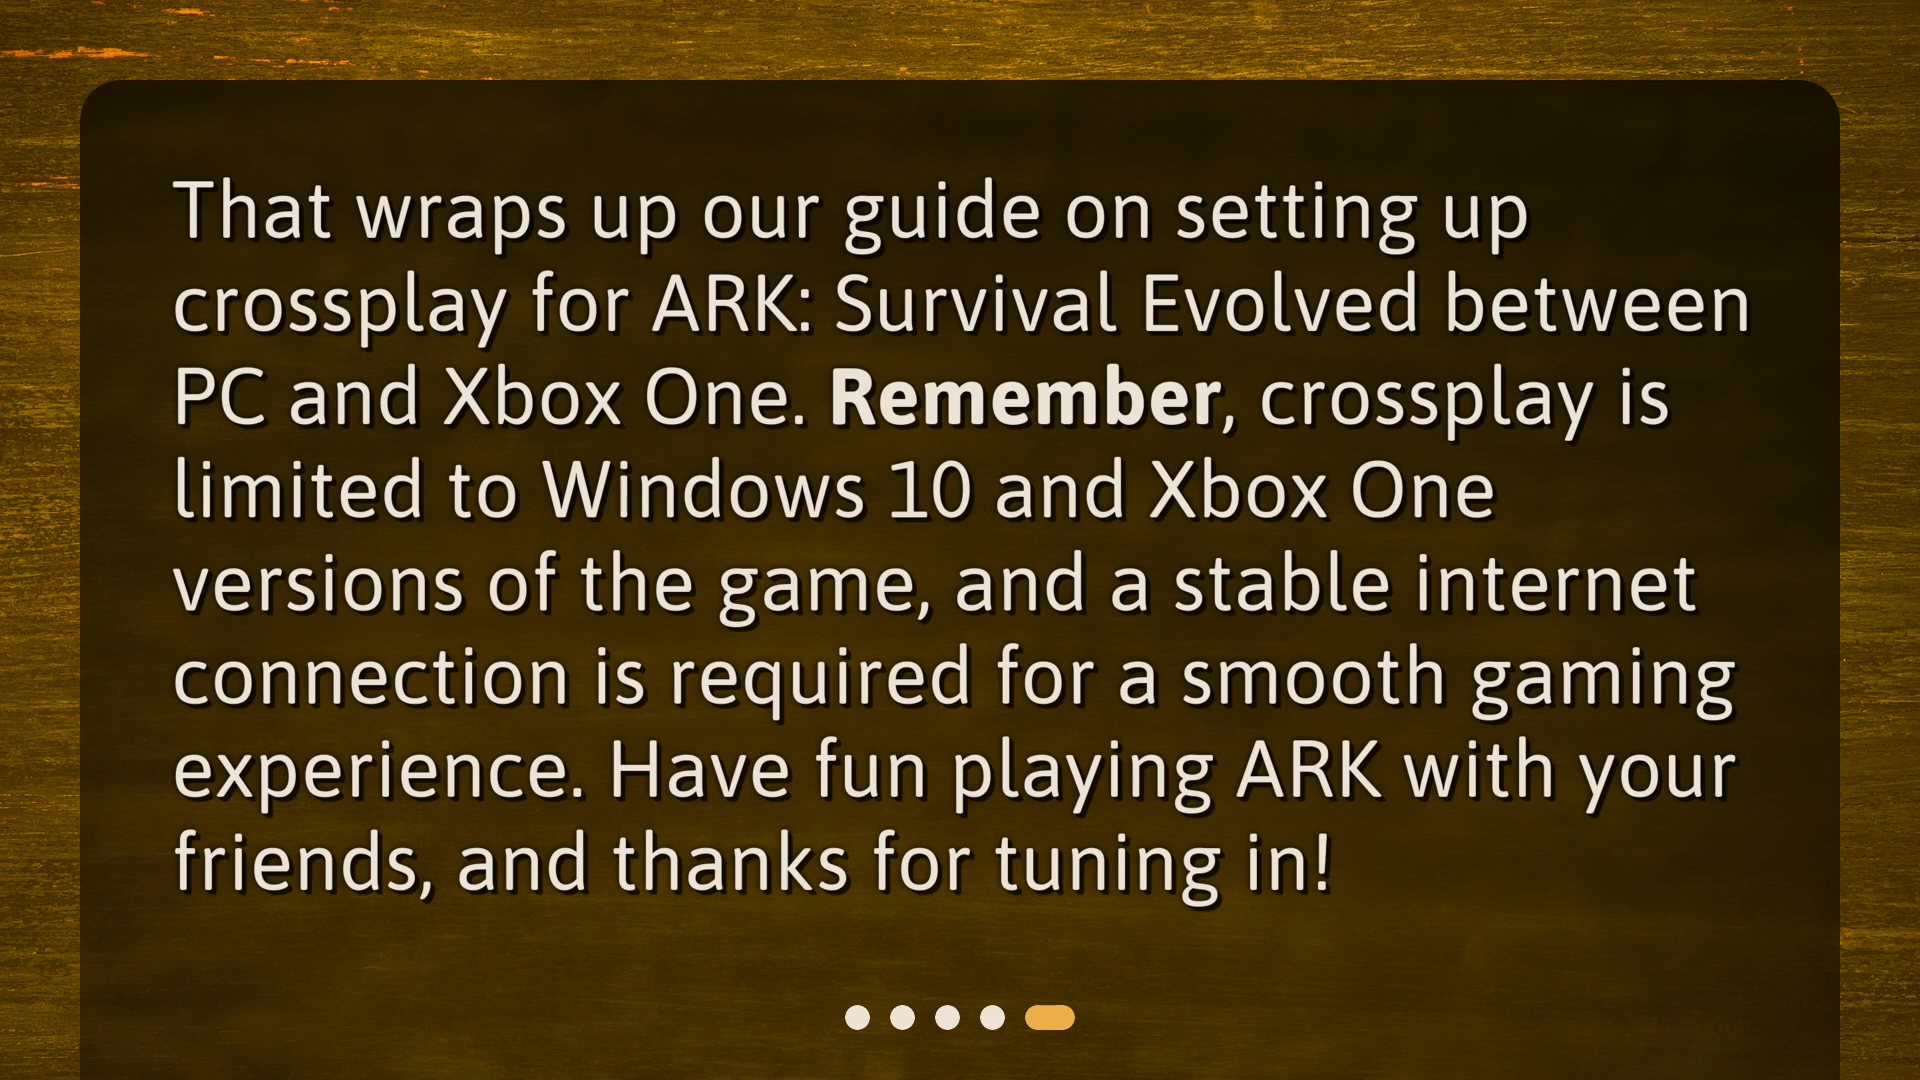 That wraps up our guide on setting up
crossplay for ARK: Survival Evolved between
PC and Xbox One. Remember, crossplay is
limited to Windows 10 and Xbox One
versions of the game, and a stable internet
connection is required for a smooth gaming
experience. Have fun playing ARK with your
friends, and thanks for tuning in!